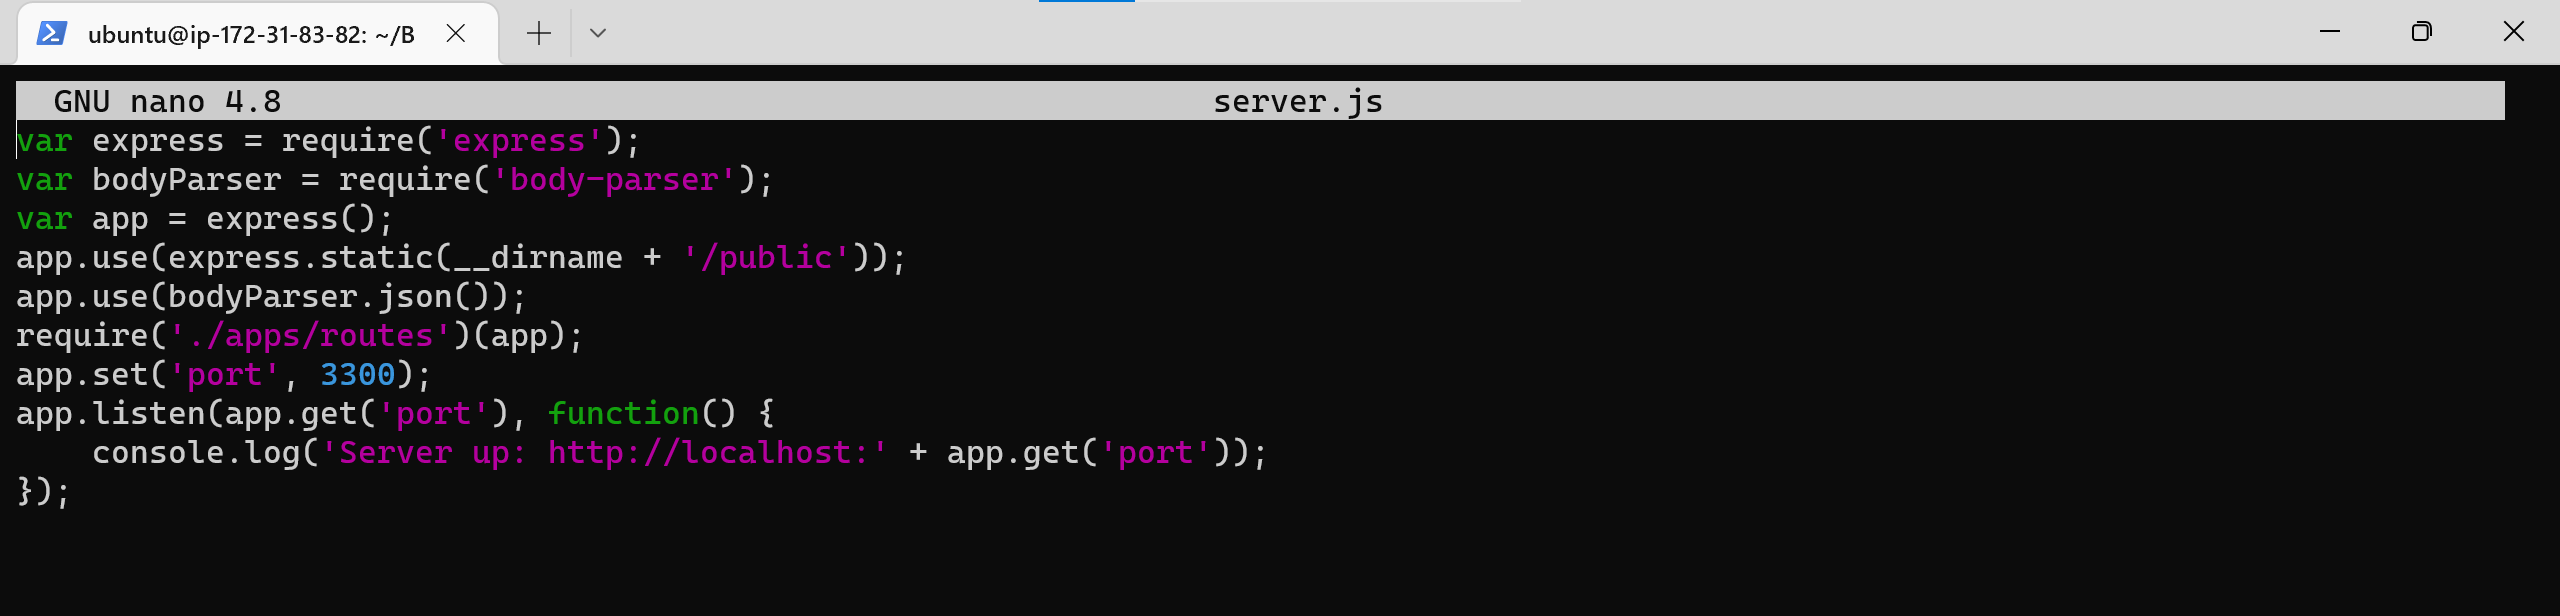 ubuntu@ip-172-31-83-82: ~/B
GNU nano 4.8 server.js
var express = require('express');
var bodyParser = require('body-parser');
var app = express();
app.use(express.static(__dirname + '/public'));
app.use(bodyParser.json());
require('./apps/routes')(app);
app.set('port', 3300);
app.listen(app.get('port'), function() {
    console.log('Server up: http://localhost:' + app.get('port'));
});